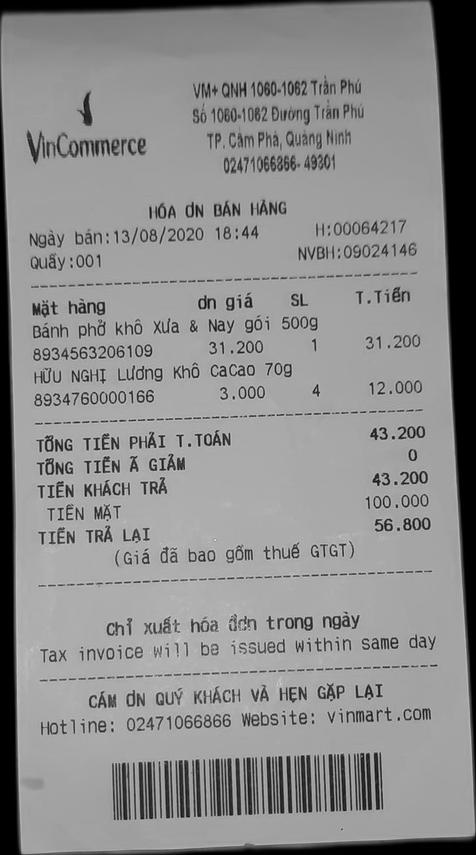 VinCommerce
VM+ QNH 1060-1062 Trần Phú
Số 1060-1062 Đường Trần Phú
TP. Cẩm Phả, Quảng Ninh
02471066866- 49301
HÓA ƠN BÁN HÀNG
Ngày bán:13/08/2020 18:44 H:00064217
Quầy:001 NVBH:09024146
Mặt hàng ơn giá SL T.Tiền
Bánh phở khô Xưa & Nay gói 500g
8934563206109 31.200 1 31.200
HỮU NGHỊ Lương Khô CaCao 70g
8934760000166 3.000 4 12.000
TỔNG TIỀN PHẢI T.TOÁN 43.200
TỔNG TIỀN Ã GIẢM 0
TIỀN KHÁCH TRẢ 43.200
TIỀN MẶT 100.000
TIỀN TRẢ LẠI 56.800
(Giá đã bao gồm thuế GTGT)
Chỉ xuất hóa đơn trong ngày
Tax invoice will be issued within same day
CÁM ƠN QUÝ KHÁCH VÀ HẸN GẶP LẠI
Hotline: 02471066866 Website: vinmart.com